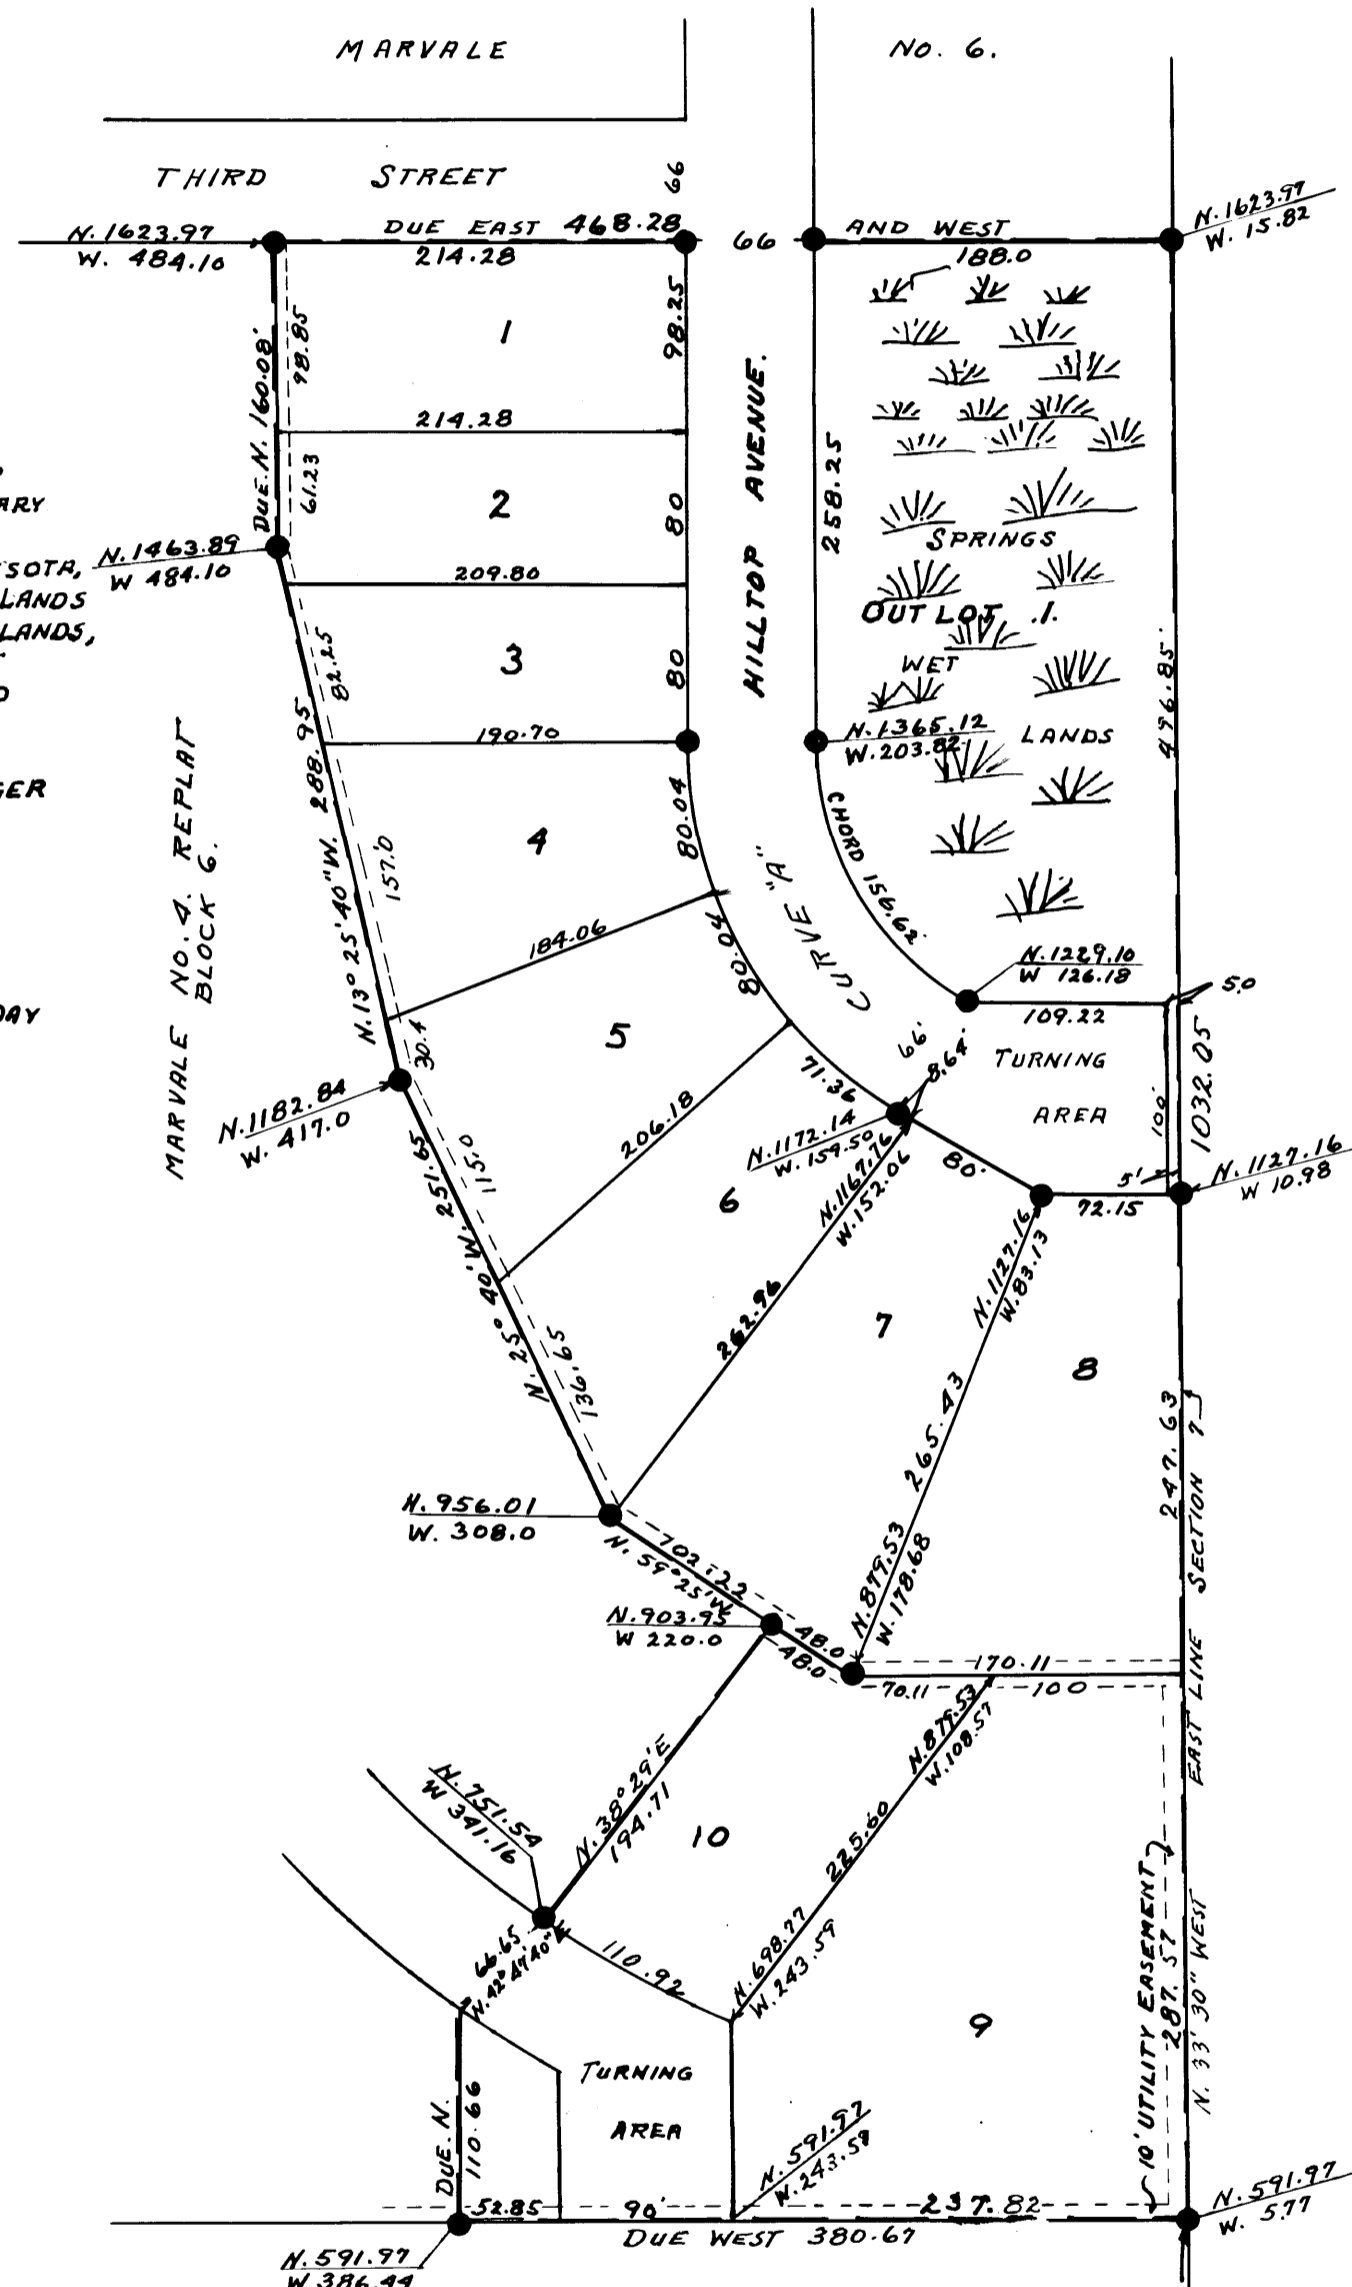 MARVALE
NO. 6.
THIRD STREET
66
N. 1623.97
W. 484.10
DUE EAST 468.28
214.28
66
AND WEST
188.0
N. 1623.97
W. 15.82
DUE. N. 160.08'
98.85
1
98.25
214.28
61.23
2
80
HILLTOP AVENUE.
258.25
SPRINGS
OUT LOT .1.
WET
LANDS
496.85'
ARY
SOTA,
LANDS
LANDS,
GER
DAY
N. 1463.89
W 484.10
209.80
82.25
3
80
190.70
N. 1365.12
W. 203.82
MARVALE NO. 4. REPLAT
BLOCK 6.
N. 13° 25' 40" W. 288.95
157.0
4
80.04
CURVE "A"
CHORD 156.62'
184.06
80.04
N. 1229.10
W 126.18
5.0
109.22
30.4
5
71.36
66'
8.64'
TURNING
AREA
100'
1032.05
N. 1182.84
W. 417.0
206.18
N. 1172.14
W. 159.50
N. 1167.76
W. 152.06
80.
5'
N. 1127.16
W 10.98
72.15
N. 25° 40' W. 251.65
115.0
6
N. 1127.16
W. 83.13
262.96
7
8
136.65
265.43
247.63
EAST LINE SECTION 7
N. 956.01
W. 308.0
N. 59° 25' W
102.22
N. 879.53
W. 178.68
N. 903.95
W 220.0
48.0
48.0
170.11
70.11
100
N. 879.53
W. 108.57
N. 38° 29' E
194.71
N. 751.54
W 341.16
10
225.60
66.65
N. 42° 47' 40" E
110.92
N. 698.77
W. 243.59
9
10' UTILITY EASEMENT
287.57
N. 33' 30" WEST
TURNING
AREA
DUE. N.
110.66
N. 591.97
W. 243.59
52.85
90'
237.82
DUE WEST 380.67
N. 591.97
W. 5.77
N. 591.97
W 386.44